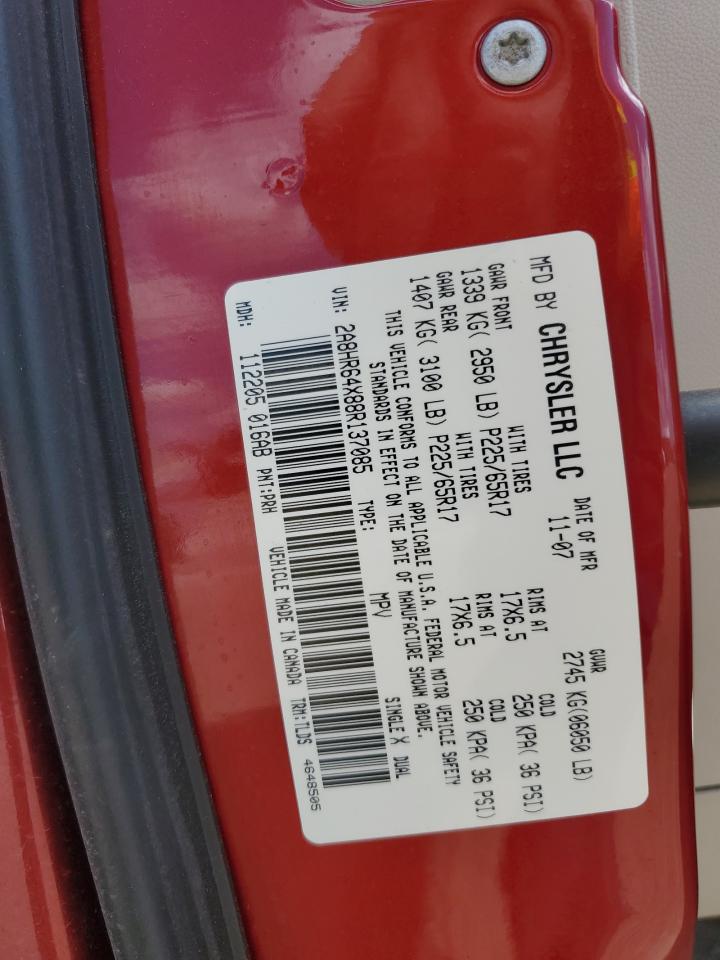 MFD BY CHRYSLER LLC DATE OF MFR 11-07 GVWR 2745 KG(06050 LB)
GAWR FRONT WITH TIRES RIMS AT COLD
1339 KG( 2950 LB) P225/65R17 17X6.5 250 KPA( 36 PSI)
GAWR REAR WITH TIRES RIMS AT COLD
1407 KG( 3100 LB) P225/65R17 17X6.5 250 KPA( 36 PSI)
THIS VEHICLE CONFORMS TO ALL APPLICABLE U.S.A. FEDERAL MOTOR VEHICLE SAFETY
STANDARDS IN EFFECT ON THE DATE OF MANUFACTURE SHOWN ABOVE.
VIN: 2A8HR64X88R137085 TYPE: MPV SINGLE X DUAL
MDH: 112205 016AB PNT:PRH VEHICLE MADE IN CANADA TRM:TLDS 4648505